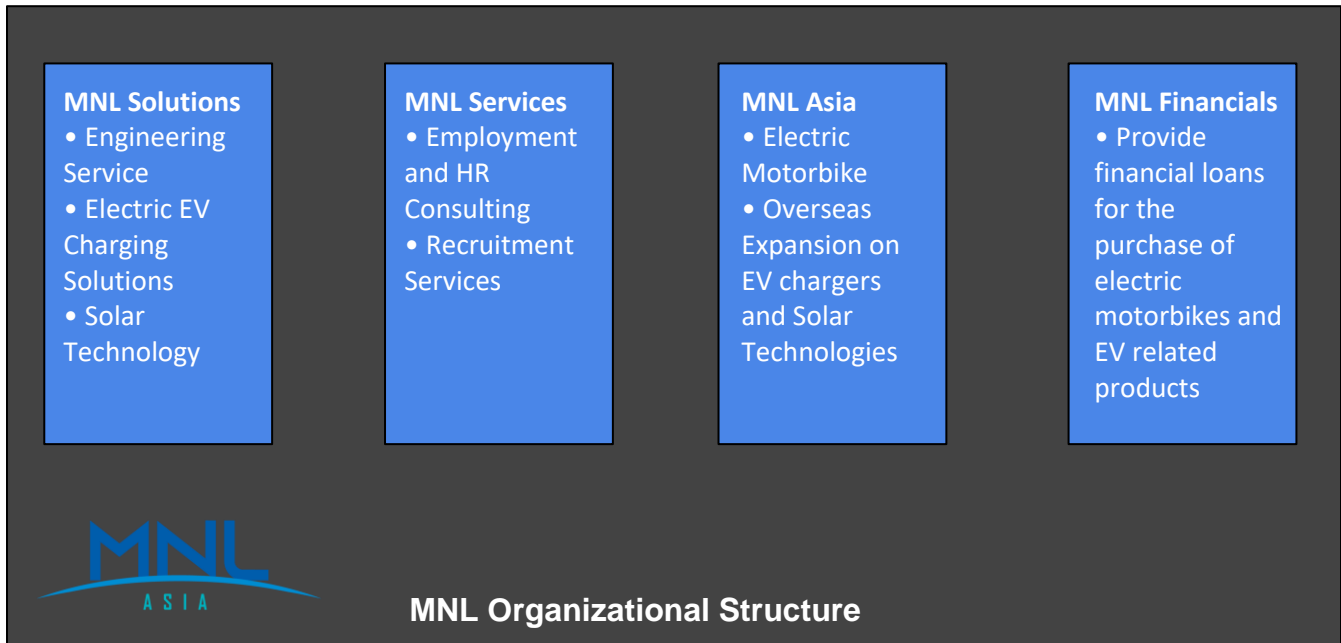 MNL Solutions
• Engineering
Service
• Electric EV
Charging
Solutions
• Solar
Technology
MNL Services
• Employment
and HR
Consulting
• Recruitment
Services
MNL Asia
• Electric
Motorbike
• Overseas
Expansion on
EV chargers
and Solar
Technologies
MNL Financials
• Provide
financial loans
for the
purchase of
electric
motorbikes and
EV related
products
MNL
ASIA
MNL Organizational Structure